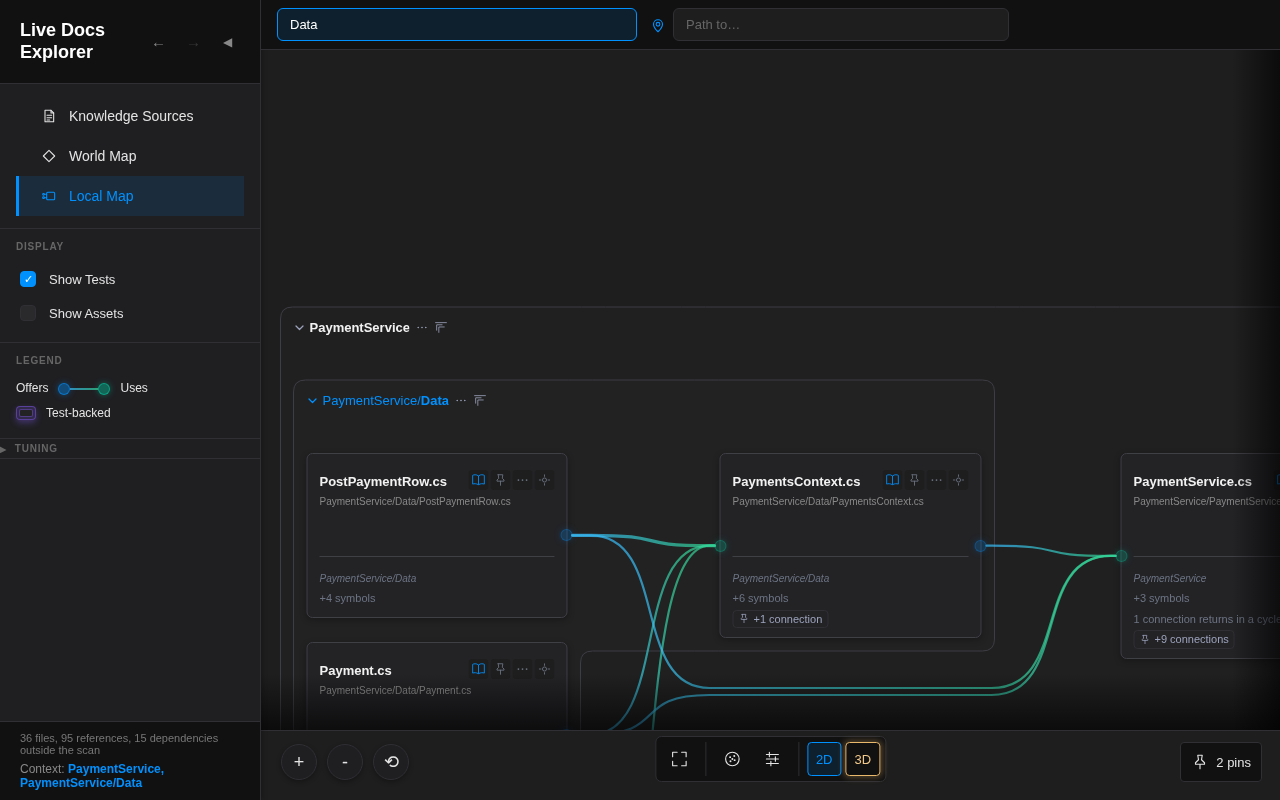 Live Docs
Explorer
Data
Path to…
Knowledge Sources
World Map
Local Map
DISPLAY
Show Tests
Show Assets
LEGEND
Offers
Uses
Test-backed
TUNING
36 files, 95 references, 15 dependencies
outside the scan
Context: PaymentService,
PaymentService/Data
PaymentService
PaymentService/Data
PostPaymentRow.cs
PaymentService/Data/PostPaymentRow.cs
PaymentService/Data
+4 symbols
PaymentsContext.cs
PaymentService/Data/PaymentsContext.cs
PaymentService/Data
+6 symbols
+1 connection
PaymentService.cs
PaymentService/PaymentService
PaymentService
+3 symbols
1 connection returns in a cycle
+9 connections
Payment.cs
PaymentService/Data/Payment.cs
+
-
2D
3D
2 pins